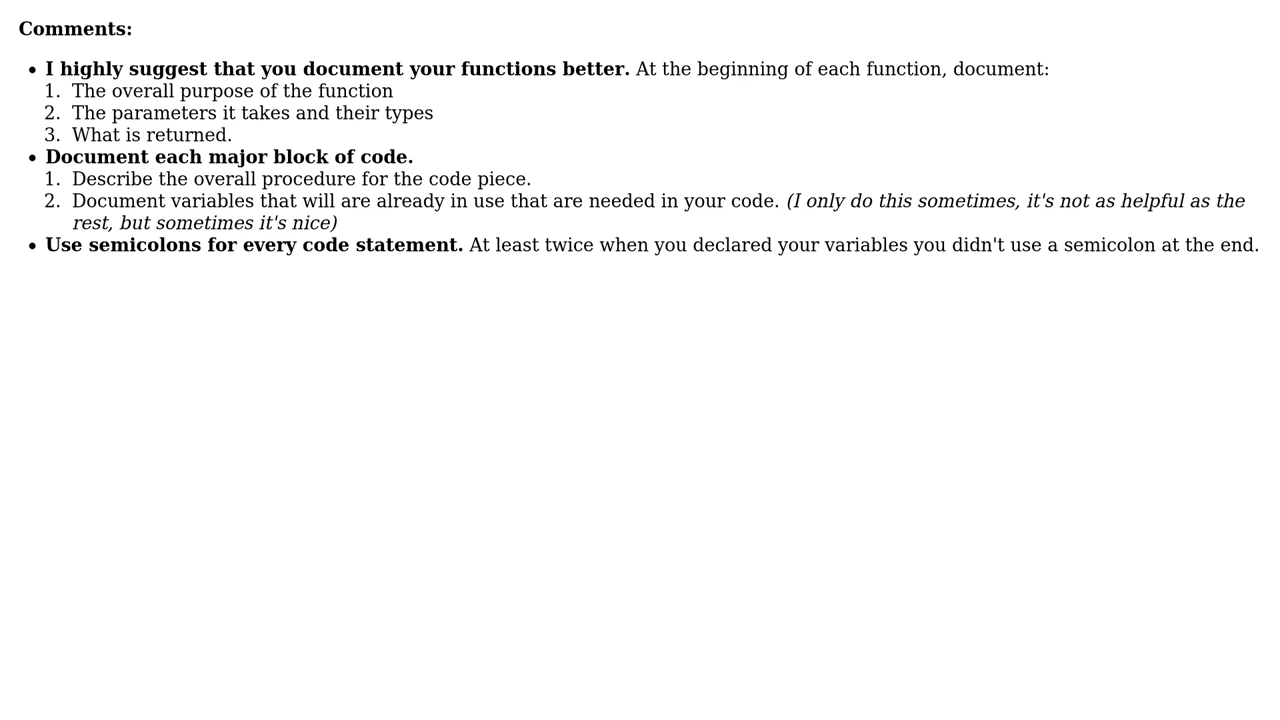 Comments:
• I highly suggest that you document your functions better. At the beginning of each function, document:
1. The overall purpose of the function
2. The parameters it takes and their types
3. What is returned.
• Document each major block of code.
1. Describe the overall procedure for the code piece.
2. Document variables that will are already in use that are needed in your code. (I only do this sometimes, it's not as helpful as the
rest, but sometimes it's nice)
• Use semicolons for every code statement. At least twice when you declared your variables you didn't use a semicolon at the end.